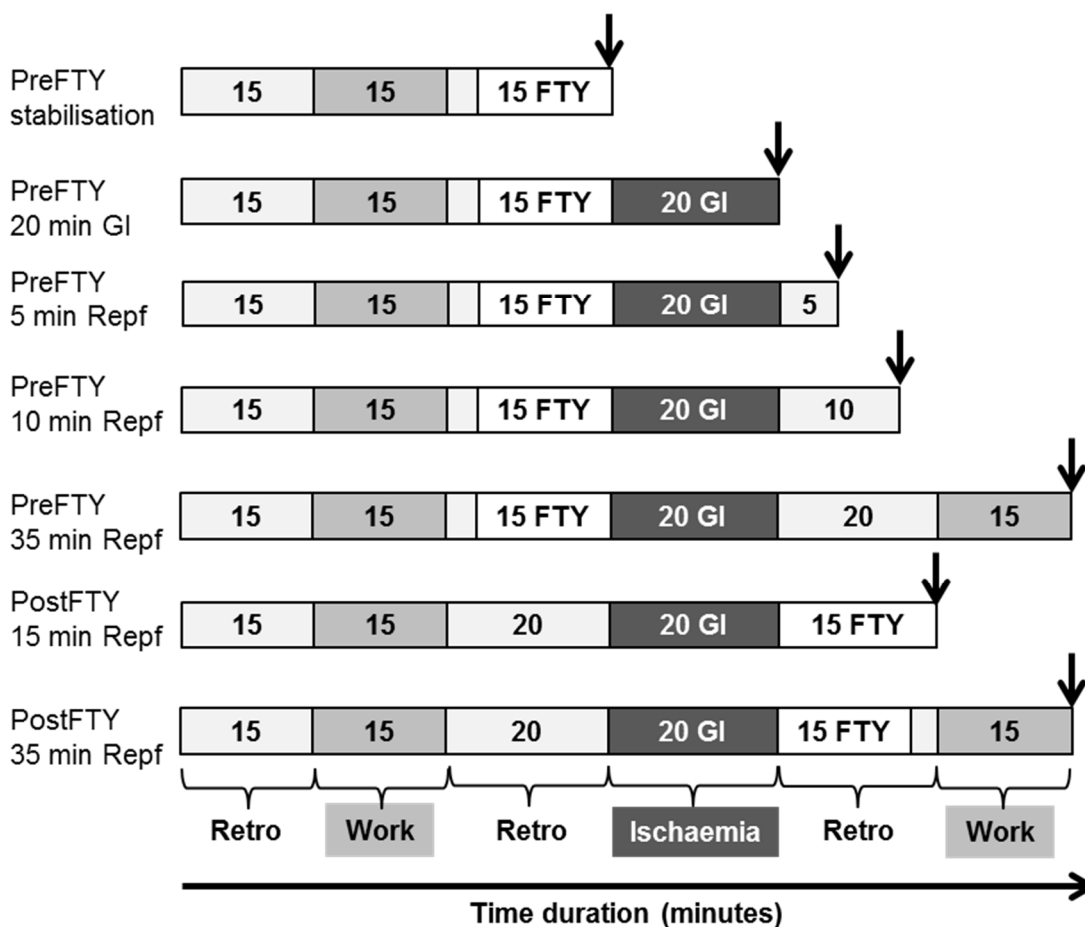 PreFTY
stabilisation
15 15 15 FTY
PreFTY
20 min GI
15 15 15 FTY 20 GI
PreFTY
5 min Repf
15 15 15 FTY 20 GI 5
PreFTY
10 min Repf
15 15 15 FTY 20 GI 10
PreFTY
35 min Repf
15 15 15 FTY 20 GI 20 15
PostFTY
15 min Repf
15 15 20 20 GI 15 FTY
PostFTY
35 min Repf
15 15 20 20 GI 15 FTY 15
Retro Work Retro Ischaemia Retro Work
Time duration (minutes)